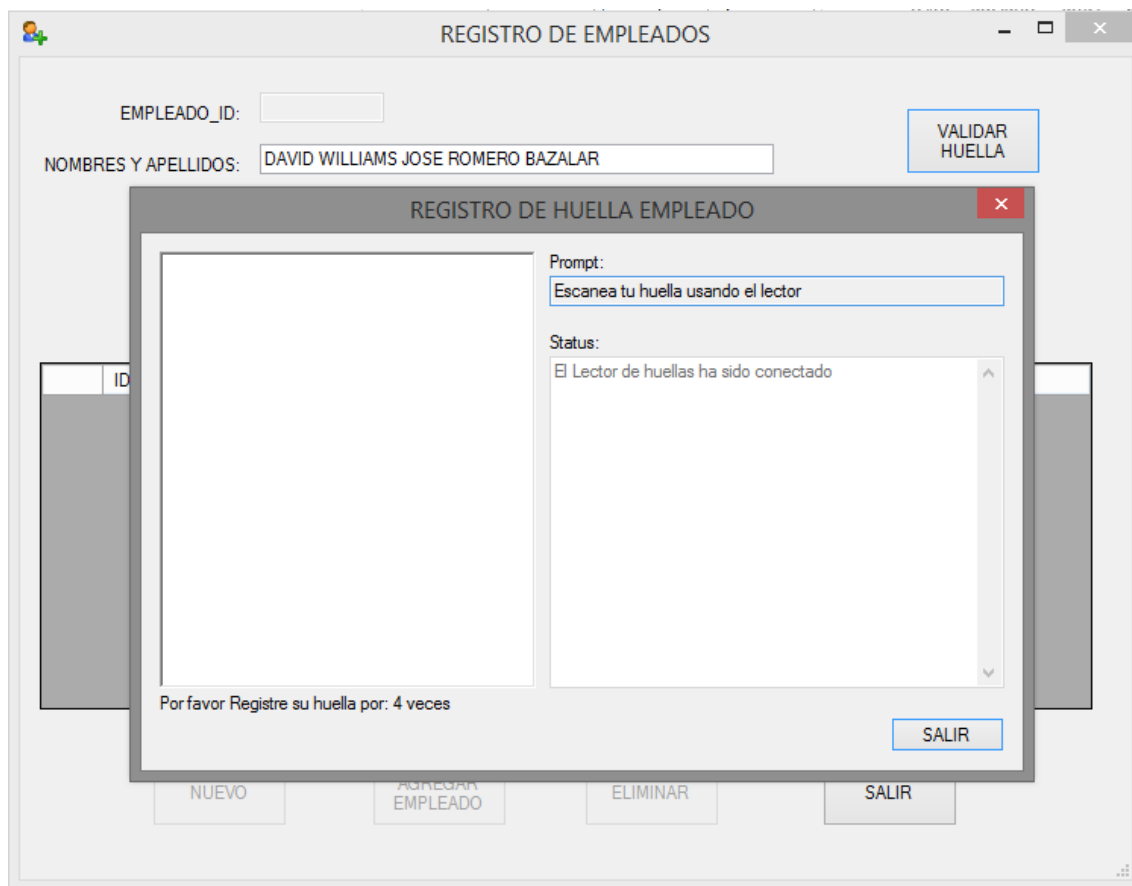 REGISTRO DE EMPLEADOS
EMPLEADO_ID:
VALIDAR
HUELLA
NOMBRES Y APELLIDOS:
DAVID WILLIAMS JOSE ROMERO BAZALAR
REGISTRO DE HUELLA EMPLEADO
Prompt:
Escanea tu huella usando el lector
Status:
El Lector de huellas ha sido conectado
ID
Por favor Registre su huella por: 4 veces
SALIR
NUEVO
AGREGAR
EMPLEADO
ELIMINAR
SALIR